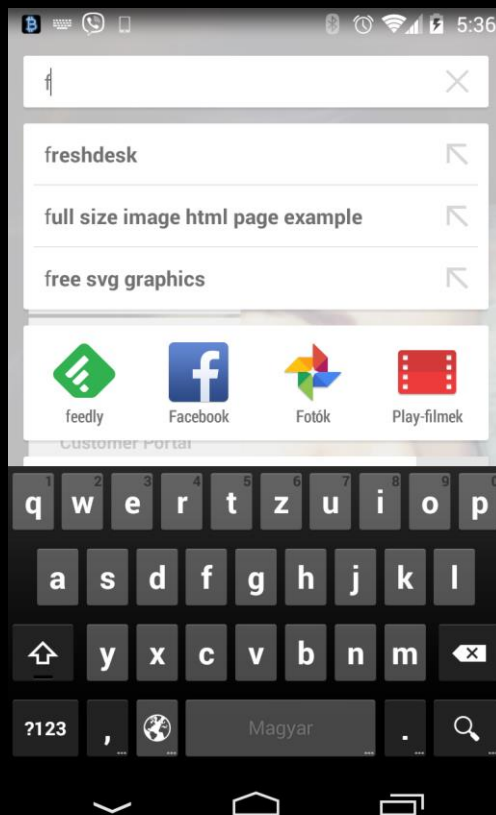 5:36
f
freshdesk
full size image html page example
free svg graphics
feedly Facebook Fotók Play-filmek
Customer Portal
1 2 3 4 5 6 7 8 9 0
q w e r t z u i o p
a s d f g h j k l
y x c v b n m
?123 , Magyar .